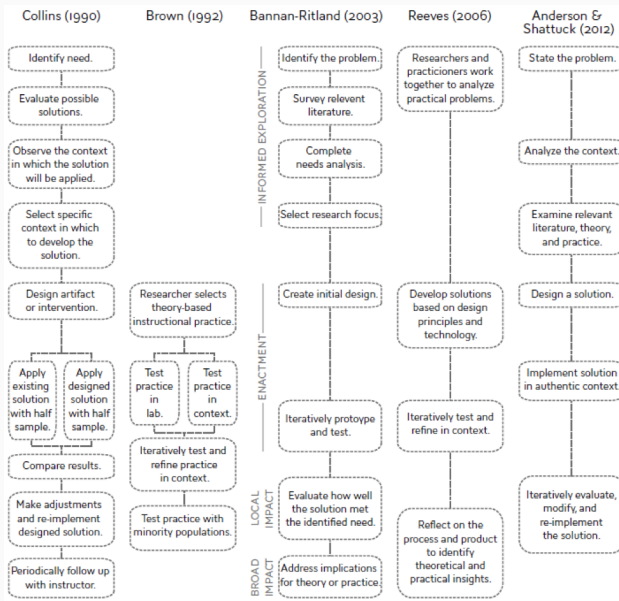 Collins (1990)
Identify need.
Evaluate possible
solutions.
Observe the context
in which the solution
will be applied.
Select specific
context in which
to develop the
solution.
Design artifact
or intervention.
Apply
existing
solution
with half
sample.
Apply
designed
solution
with half
sample.
Compare results.
Make adjustments
and re-implement
designed solution.
Periodically follow up
with instructor.
Brown (1992)
Researcher selects
theory-based
instructional practice.
Test
practice
in
lab.
Test
practice
in
context.
Iteratively test and
refine practice
in context.
Test practice with
minority populations.
Bannan-Ritland (2003)
INFORMED EXPLORATION
Identify the problem.
Survey relevent
literature.
Complete
needs analysis.
Select research focus.
ENACTMENT
Create initial design.
Iteratively protoype
and test.
LOCAL
IMPACT
Evaluate how well
the solution met
the identified need.
BROAD
IMPACT
Address implications
for theory or practice.
Reeves (2006)
Researchers and
practicioners work
together to analyze
practical problems.
Develop solutions
based on design
principles and
technology.
Iteratively test and
refine in context.
Reflect on the
process and product
to identify
theoretical and
practical insights.
Anderson &
Shattuck (2012)
State the problem.
Analyze the context.
Examine relevant
literature, theory,
and practice.
Design a solution.
Implement solution
in authentic context.
Iteratively evaluate,
modify, and
re-implement
the solution.